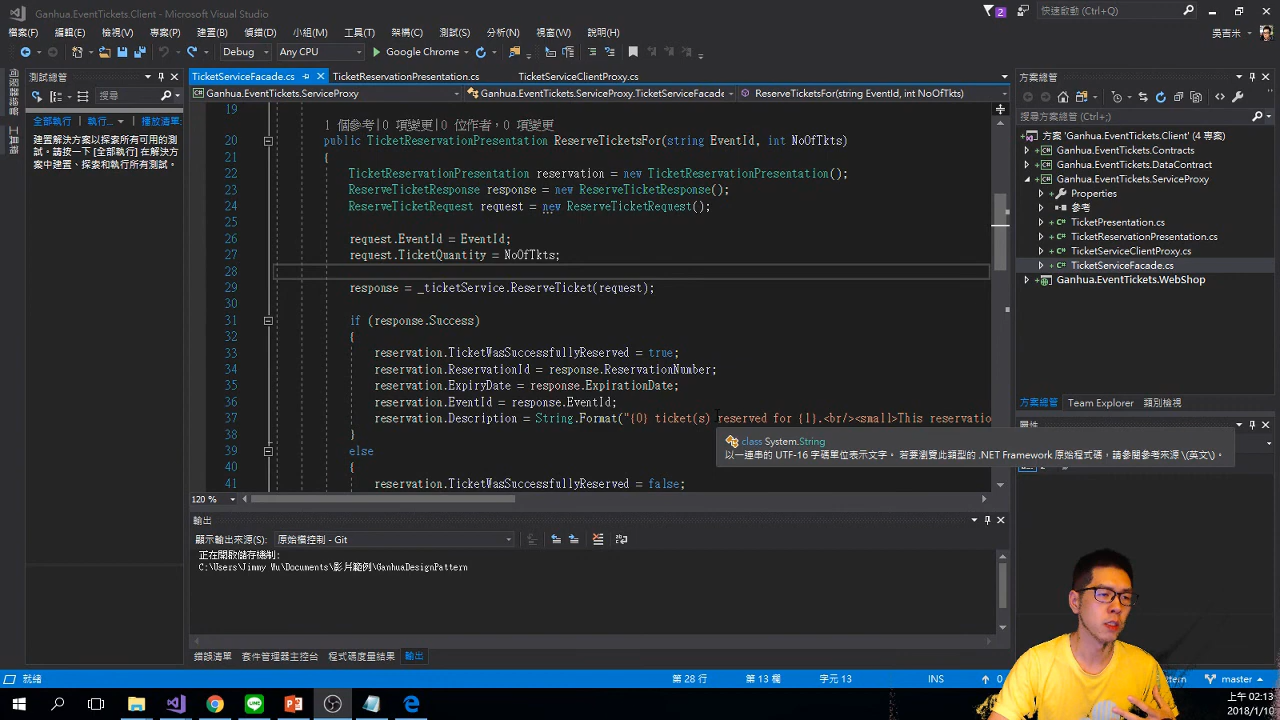 Ganhua.EventTickets.Client - Microsoft Visual Studio
2
快速啟動 (Ctrl+Q)
檔案(F) 編輯(E) 檢視(V) 專案(P) 建置(B) 偵錯(D) 小組(M) 工具(T) 架構(C) 測試(S) 分析(N) 視窗(W) 說明(H)
吳吉米
Debug Any CPU Google Chrome
測試總管
搜尋
全部執行 執行... 播放清單:
建置解決方案以探索所有可用的測
試。請按一下 [全部執行] 在解決方
案中建置、探索和執行所有測試。
工具箱
TicketServiceFacade.cs TicketReservationPresentation.cs TicketServiceClientProxy.cs
Ganhua.EventTickets.ServiceProxy Ganhua.EventTickets.ServiceProxy.TicketServiceFacade ReserveTicketsFor(string EventId, int NoOfTkts)
19
1 個參考|0 項變更|0 位作者，0 項變更
20 public TicketReservationPresentation ReserveTicketsFor(string EventId, int NoOfTkts)
21 {
22 TicketReservationPresentation reservation = new TicketReservationPresentation();
23 ReserveTicketResponse response = new ReserveTicketResponse();
24 ReserveTicketRequest request = new ReserveTicketRequest();
25
26 request.EventId = EventId;
27 request.TicketQuantity = NoOfTkts;
28
29 response = _ticketService.ReserveTicket(request);
30
31 if (response.Success)
32 {
33 reservation.TicketWasSuccessfullyReserved = true;
34 reservation.ReservationId = response.ReservationNumber;
35 reservation.ExpiryDate = response.ExpirationDate;
36 reservation.EventId = response.EventId;
37 reservation.Description = String.Format("{0} ticket(s) reserved for {1}.<br/><small>This reservatio
38 }
39 else
40 {
41 reservation.TicketWasSuccessfullyReserved = false;
class System.String
以一連串的 UTF-16 字碼單位表示文字。 若要瀏覽此類型的 .NET Framework 原始程式碼，請參閱參考來源 \(英文\)。
120 %
輸出
顯示輸出來源(S): 原始檔控制 - Git
正在開啟儲存機制:
C:\Users\Jimmy Wu\Documents\影片範例\GanhuaDesignPattern
錯誤清單 套件管理器主控台 程式碼度量結果 輸出
方案總管
搜尋方案總管 (Ctrl+;)
方案 'Ganhua.EventTickets.Client' (4 專案)
Ganhua.EventTickets.Contracts
Ganhua.EventTickets.DataContract
Ganhua.EventTickets.ServiceProxy
Properties
參考
TicketPresentation.cs
TicketReservationPresentation.cs
TicketServiceClientProxy.cs
TicketServiceFacade.cs
Ganhua.EventTickets.WebShop
方案總管 Team Explorer 類別檢視
屬性
就緒 第 28 行 第 13 欄 字元 13 INS 0 ttern master
上午 02:13
2018/1/10